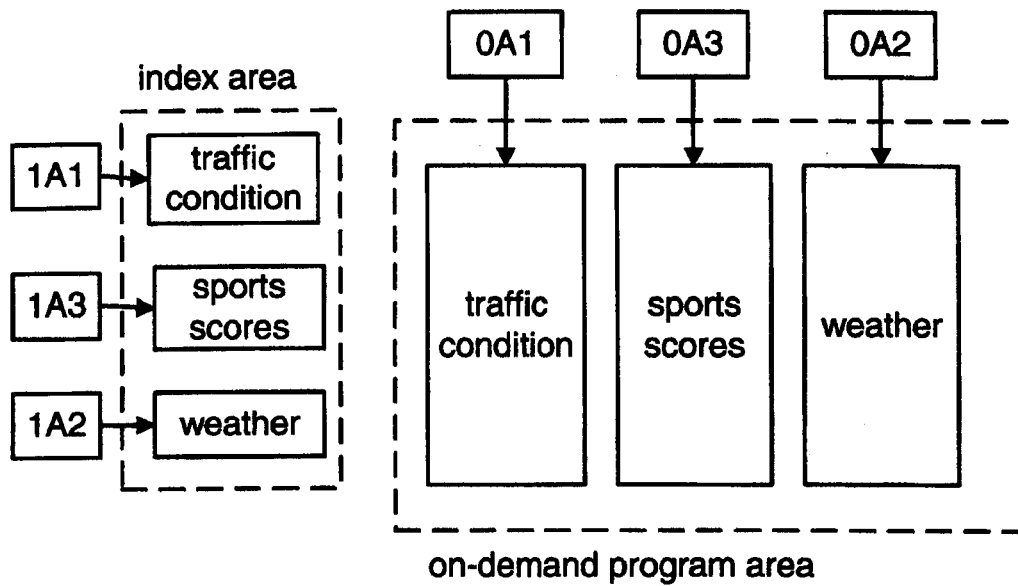 index area
1A1
traffic
condition
1A3
sports
scores
1A2
weather
0A1
0A3
0A2
traffic
condition
sports
scores
weather
on-demand program area